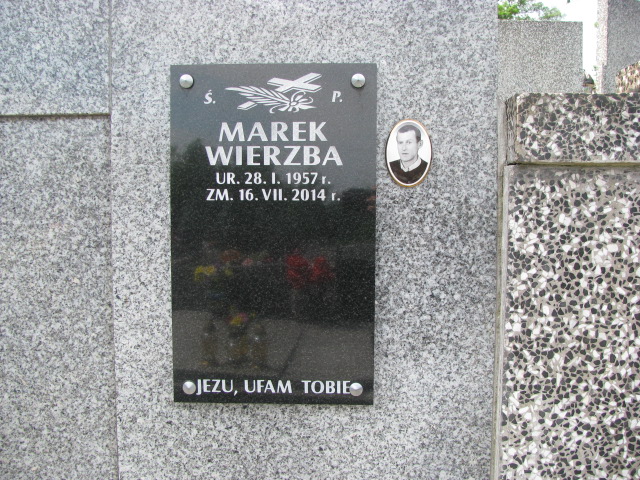 Ś. P.
MAREK
WIERZBA
UR. 28. I. 1957 r.
ZM. 16. VII. 2014 r.
JEZU, UFAM TOBIE